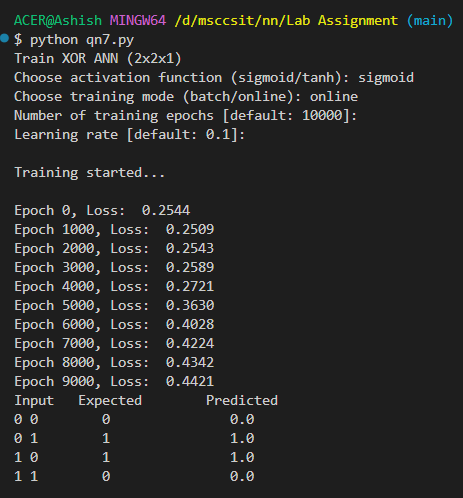 ACER@Ashish MINGW64 /d/msccsit/nn/Lab Assignment (main)
$ python qn7.py
Train XOR ANN (2x2x1)
Choose activation function (sigmoid/tanh): sigmoid
Choose training mode (batch/online): online
Number of training epochs [default: 10000]:
Learning rate [default: 0.1]:
Training started...
Epoch 0, Loss:  0.2544
Epoch 1000, Loss:  0.2509
Epoch 2000, Loss:  0.2543
Epoch 3000, Loss:  0.2589
Epoch 4000, Loss:  0.2721
Epoch 5000, Loss:  0.3630
Epoch 6000, Loss:  0.4028
Epoch 7000, Loss:  0.4224
Epoch 8000, Loss:  0.4342
Epoch 9000, Loss:  0.4421
Input   Expected        Predicted
0 0        0               0.0
0 1        1               1.0
1 0        1               1.0
1 1        0               0.0